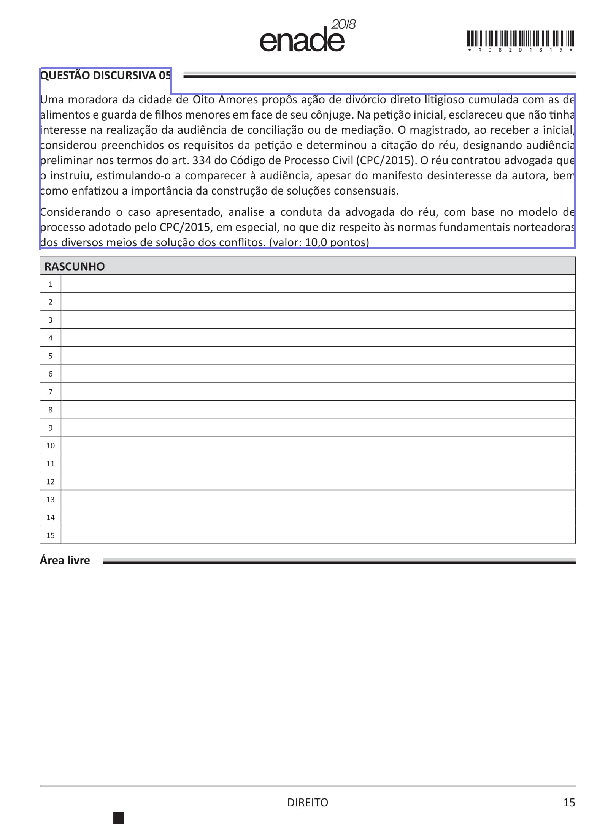 enade 2018
* R 0 6 2 0 1 8 1 5 *
QUESTÃO DISCURSIVA 05
Uma moradora da cidade de Oito Amores propôs ação de divórcio direto litigioso cumulada com as de
alimentos e guarda de filhos menores em face de seu cônjuge. Na petição inicial, esclareceu que não tinha
interesse na realização da audiência de conciliação ou de mediação. O magistrado, ao receber a inicial,
considerou preenchidos os requisitos da petição e determinou a citação do réu, designando audiência
preliminar nos termos do art. 334 do Código de Processo Civil (CPC/2015). O réu contratou advogada que
o instruiu, estimulando-o a comparecer à audiência, apesar do manifesto desinteresse da autora, bem
como enfatizou a importância da construção de soluções consensuais.
Considerando o caso apresentado, analise a conduta da advogada do réu, com base no modelo de
processo adotado pelo CPC/2015, em especial, no que diz respeito às normas fundamentais norteadoras
dos diversos meios de solução dos conflitos. (valor: 10,0 pontos)
RASCUNHO
1
2
3
4
5
6
7
8
9
10
11
12
13
14
15
Área livre
DIREITO
15